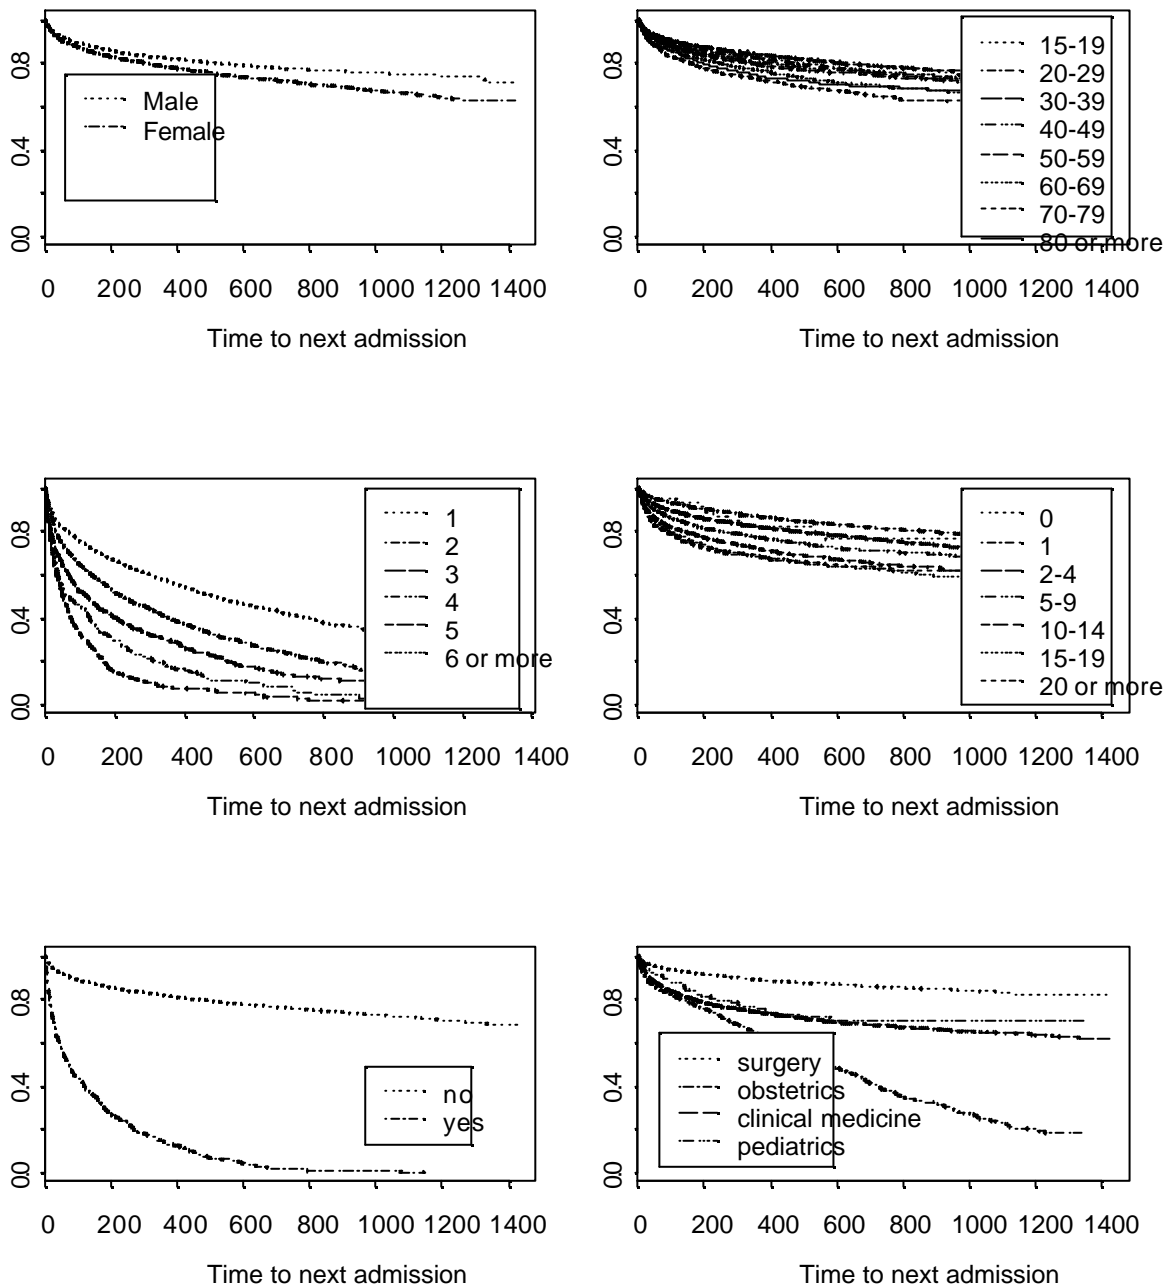 0.0 0.4 0.8
Male
Female
0 200 400 600 800 1000 1200 1400
Time to next admission
0.0 0.4 0.8
15-19
20-29
30-39
40-49
50-59
60-69
70-79
80 or more
0 200 400 600 800 1000 1200 1400
Time to next admission
0.0 0.4 0.8
1
2
3
4
5
6 or more
0 200 400 600 800 1000 1200 1400
Time to next admission
0.0 0.4 0.8
0
1
2-4
5-9
10-14
15-19
20 or more
0 200 400 600 800 1000 1200 1400
Time to next admission
0.0 0.4 0.8
no
yes
0 200 400 600 800 1000 1200 1400
Time to next admission
0.0 0.4 0.8
surgery
obstetrics
clinical medicine
pediatrics
0 200 400 600 800 1000 1200 1400
Time to next admission